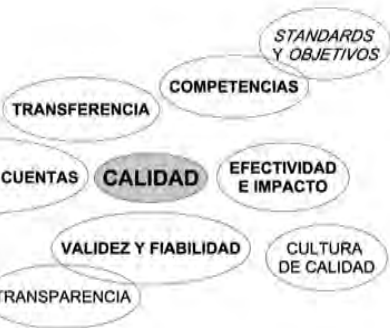 STANDARDS
Y OBJETIVOS
COMPETENCIAS
TRANSFERENCIA
CUENTAS
CALIDAD
EFECTIVIDAD
E IMPACTO
VALIDEZ Y FIABILIDAD
CULTURA
DE CALIDAD
TRANSPARENCIA